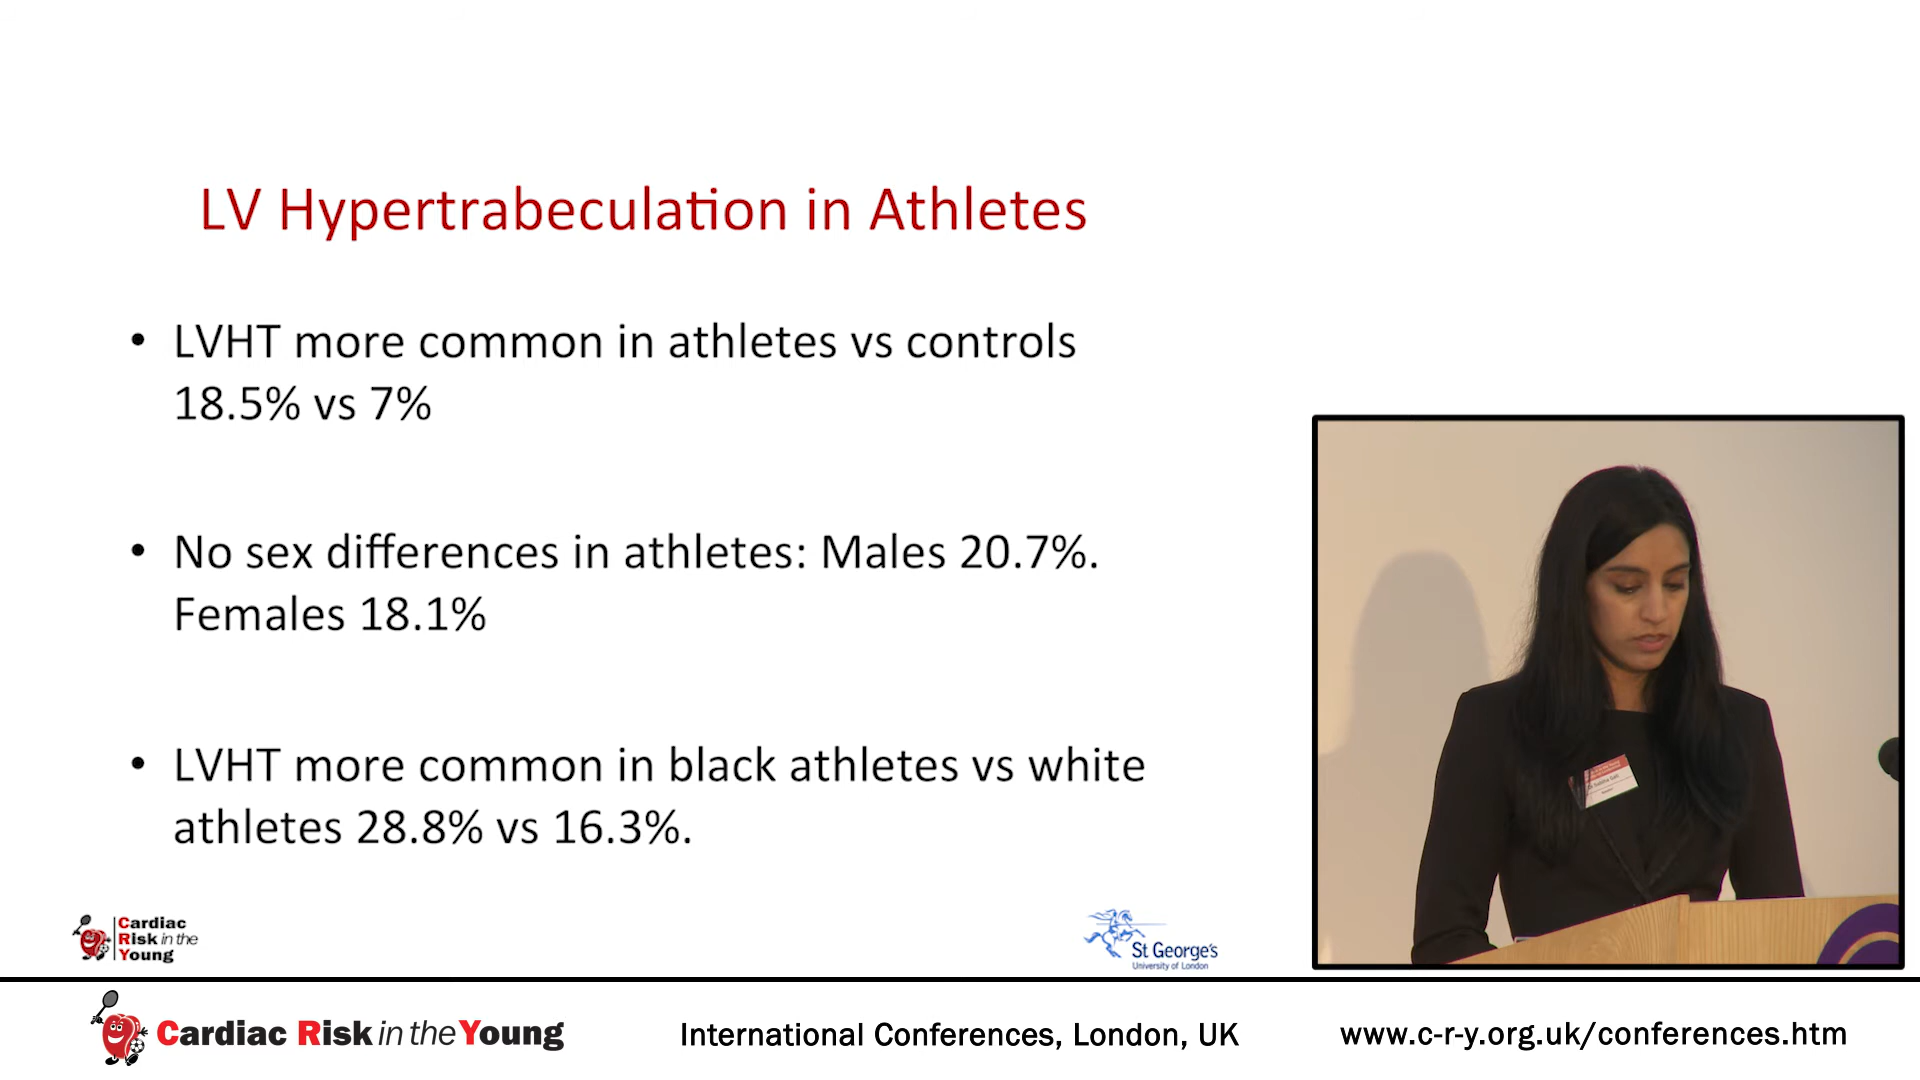 LV Hypertrabeculation in Athletes
• LVHT more common in athletes vs controls
18.5% vs 7%
• No sex differences in athletes: Males 20.7%.
Females 18.1%
• LVHT more common in black athletes vs white
athletes 28.8% vs 16.3%.
Cardiac
Risk in the
Young
St George's
University of London
Cardiac Risk in the Young
International Conferences, London, UK
www.c-r-y.org.uk/conferences.htm